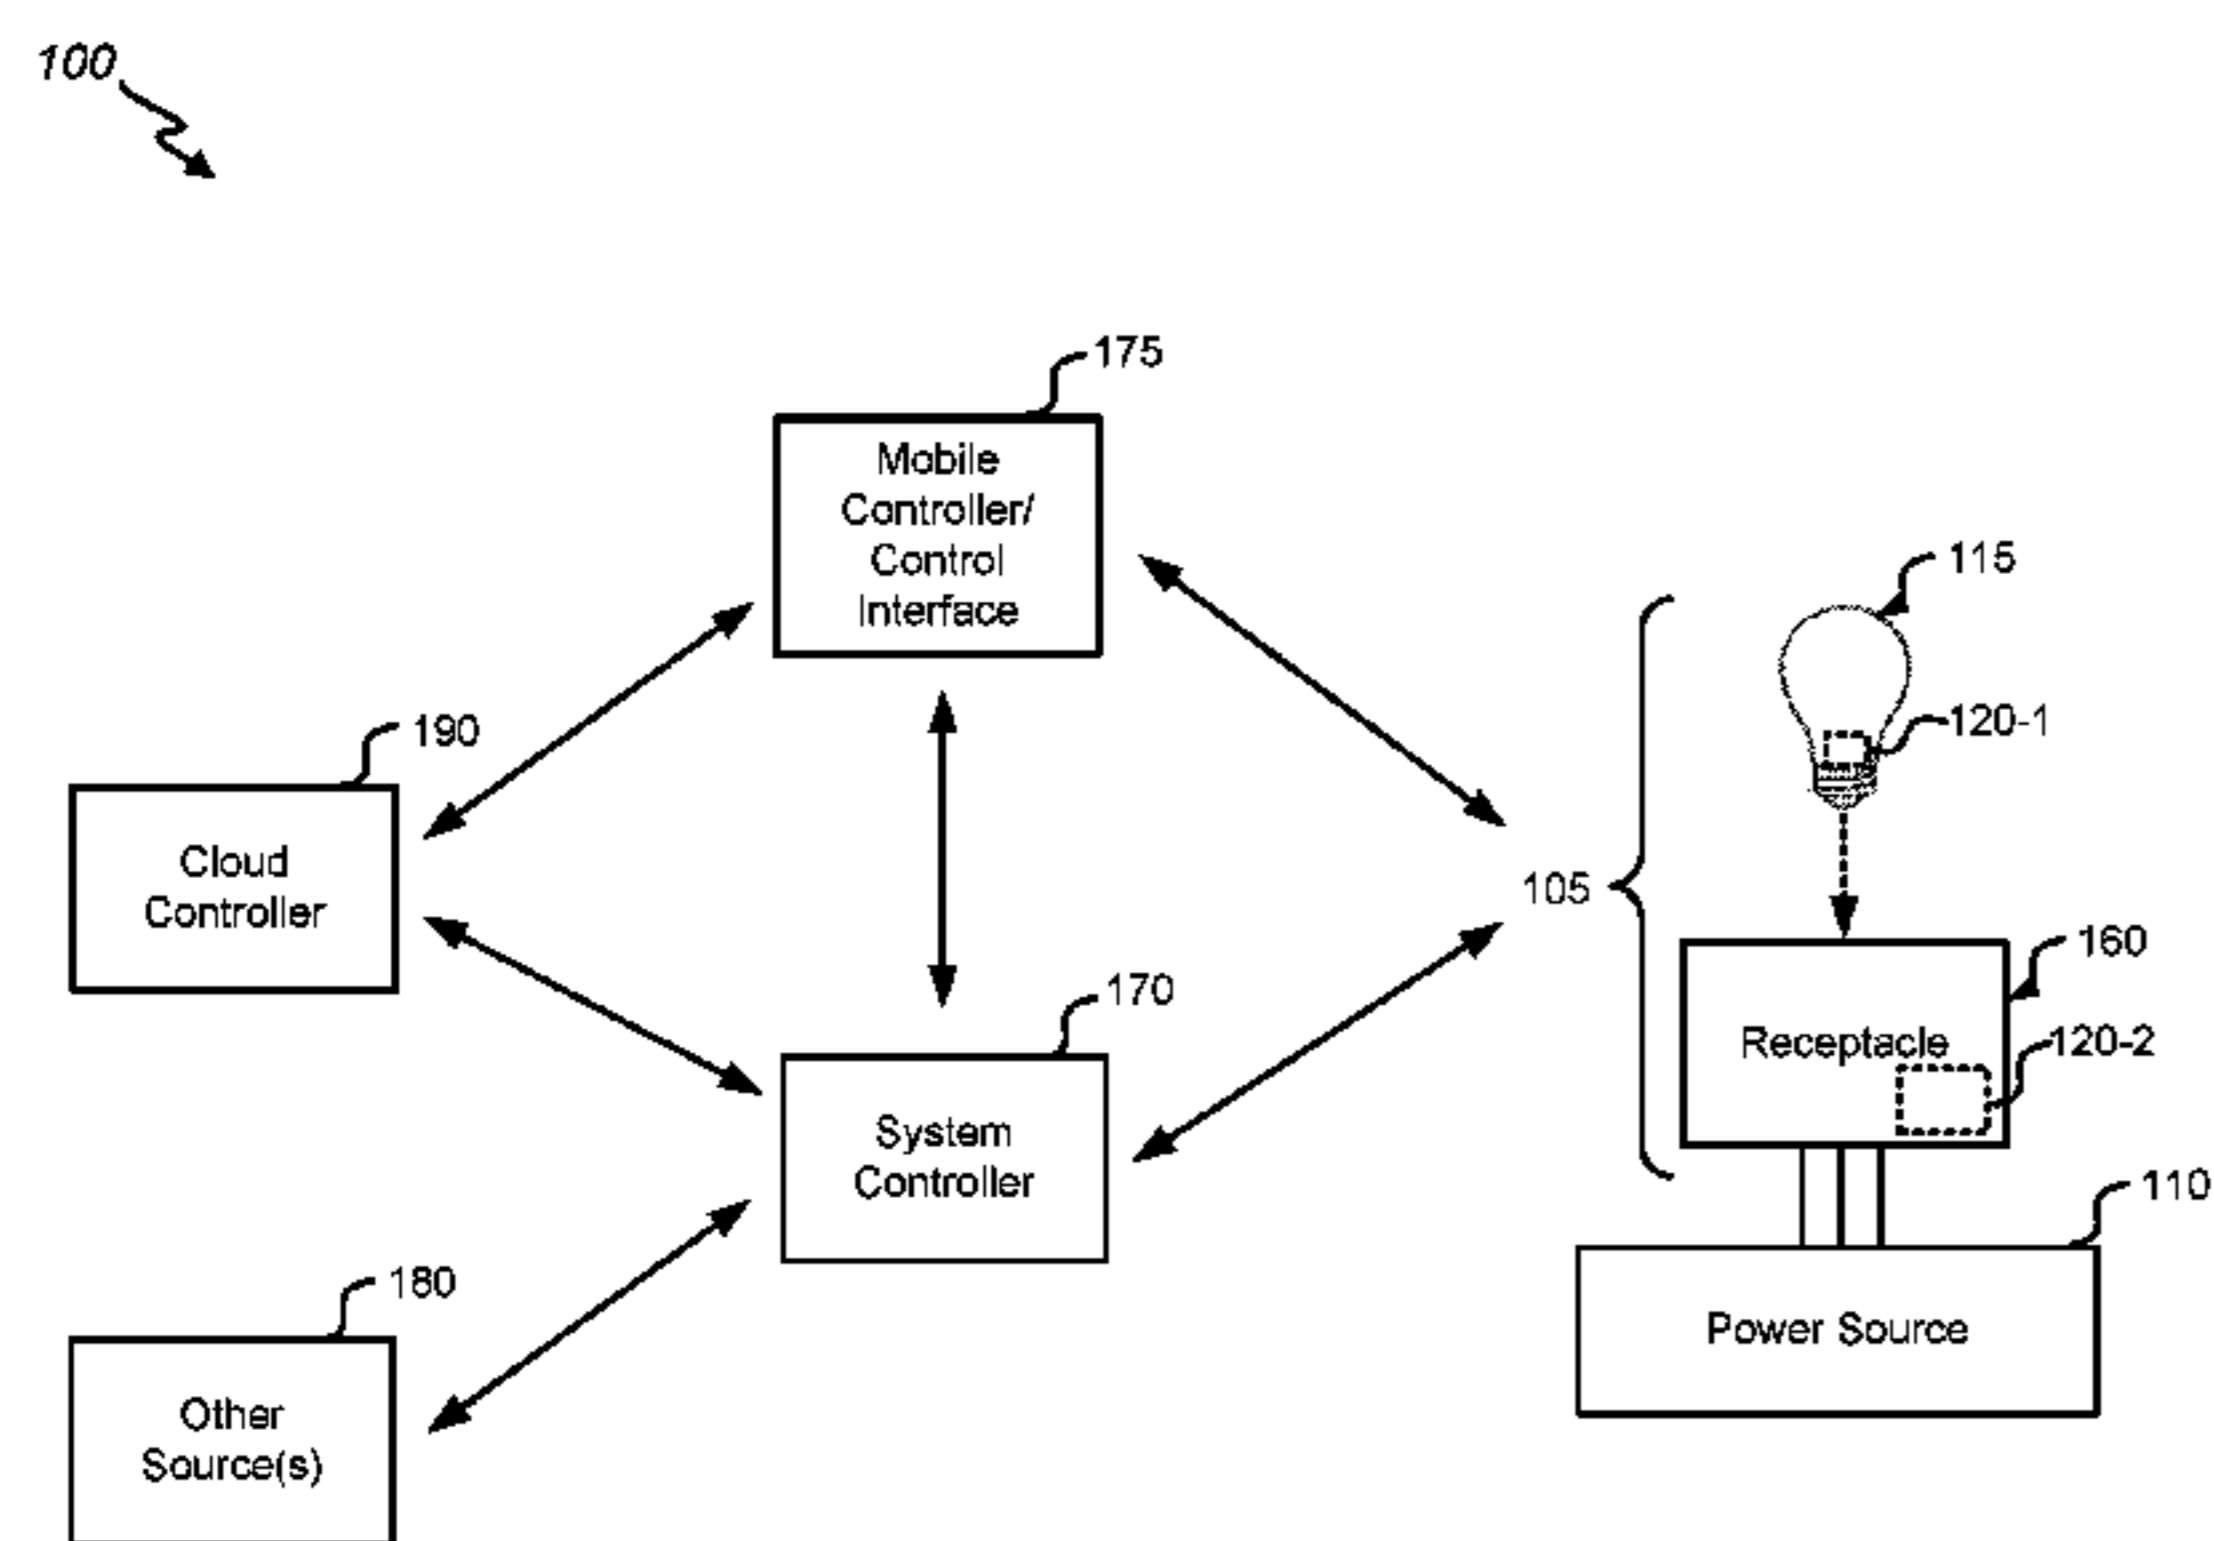 100
175
Mobile
Controller/
Control
Interface
115
120-1
190
Cloud
Controller
105
160
Receptacle
120-2
170
System
Controller
110
Power Source
180
Other
Source(s)